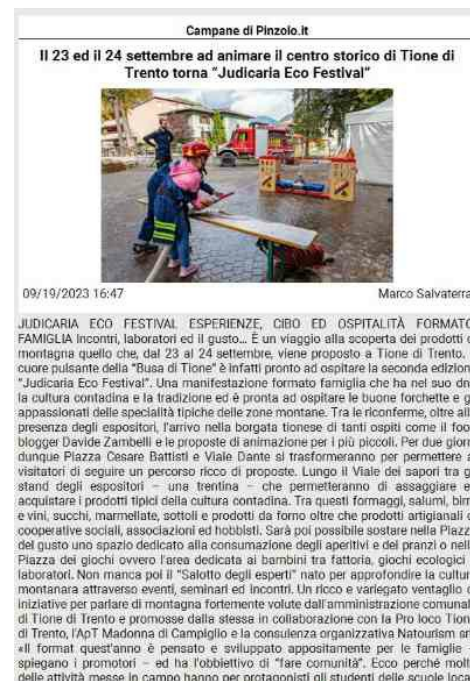 Campane di Pinzolo.it
Il 23 ed il 24 settembre ad animare il centro storico di Tione di
Trento torna "Judicaria Eco Festival"
09/19/2023 16:47
Marco Salvaterra
JUDICARIA ECO FESTIVAL ESPERIENZE, CIBO ED OSPITALITÀ FORMATO
FAMIGLIA Incontri, laboratori ed il gusto... È un viaggio alla scoperta dei prodotti
montagna quello che, dal 23 al 24 settembre, viene proposto a Tione di Trento.
cuore pulsante della "Busa di Tione" è infatti pronto ad ospitare la seconda edizion
"Judicaria Eco Festival". Una manifestazione formato famiglia che ha nel suo dn
la cultura contadina e la tradizione ed è pronta ad ospitare le buone forchette e g
appassionati delle specialità tipiche delle zone montane. Tra le riconferme, oltre all
presenza degli espositori, l'arrivo nella borgata tionese di tanti ospiti come il foo
blogger Davide Zambelli e le proposte di animazione per i più piccoli. Per due giorn
dunque Piazza Cesare Battisti e Viale Dante si trasformeranno per permettere a
visitatori di seguire un percorso ricco di proposte. Lungo il Viale dei sapori tra g
stand degli espositori – una trentina – che permetteranno di assaggiare e
acquistare i prodotti tipici della cultura contadina. Tra questi formaggi, salumi, birr
e vini, succhi, marmellate, sottoli e prodotti da forno oltre che prodotti artigianali
cooperative sociali, associazioni ed hobbisti. Sarà poi possibile sostare nella Piazz
del gusto uno spazio dedicato alla consumazione degli aperitivi e dei pranzi o nell
Piazza dei giochi ovvero l'area dedicata ai bambini tra fattoria, giochi ecologici
laboratori. Non manca poi il "Salotto degli esperti" nato per approfondire la cultur
montanara attraverso eventi, seminari ed incontri. Un ricco e variegato ventaglio d
iniziative per parlare di montagna fortemente volute dall'amministrazione comunal
di Tione di Trento e promosse dalla stessa in collaborazione con la Pro loco Tion
di Trento, l'ApT Madonna di Campiglio e la consulenza organizzativa Natourism srl
«Il format quest'anno è pensato e sviluppato appositamente per le famiglie –
spiegano i promotori – ed ha l'obbiettivo di "fare comunità". Ecco perché molt
delle attività messe in campo hanno per protagonisti gli studenti delle scuole local